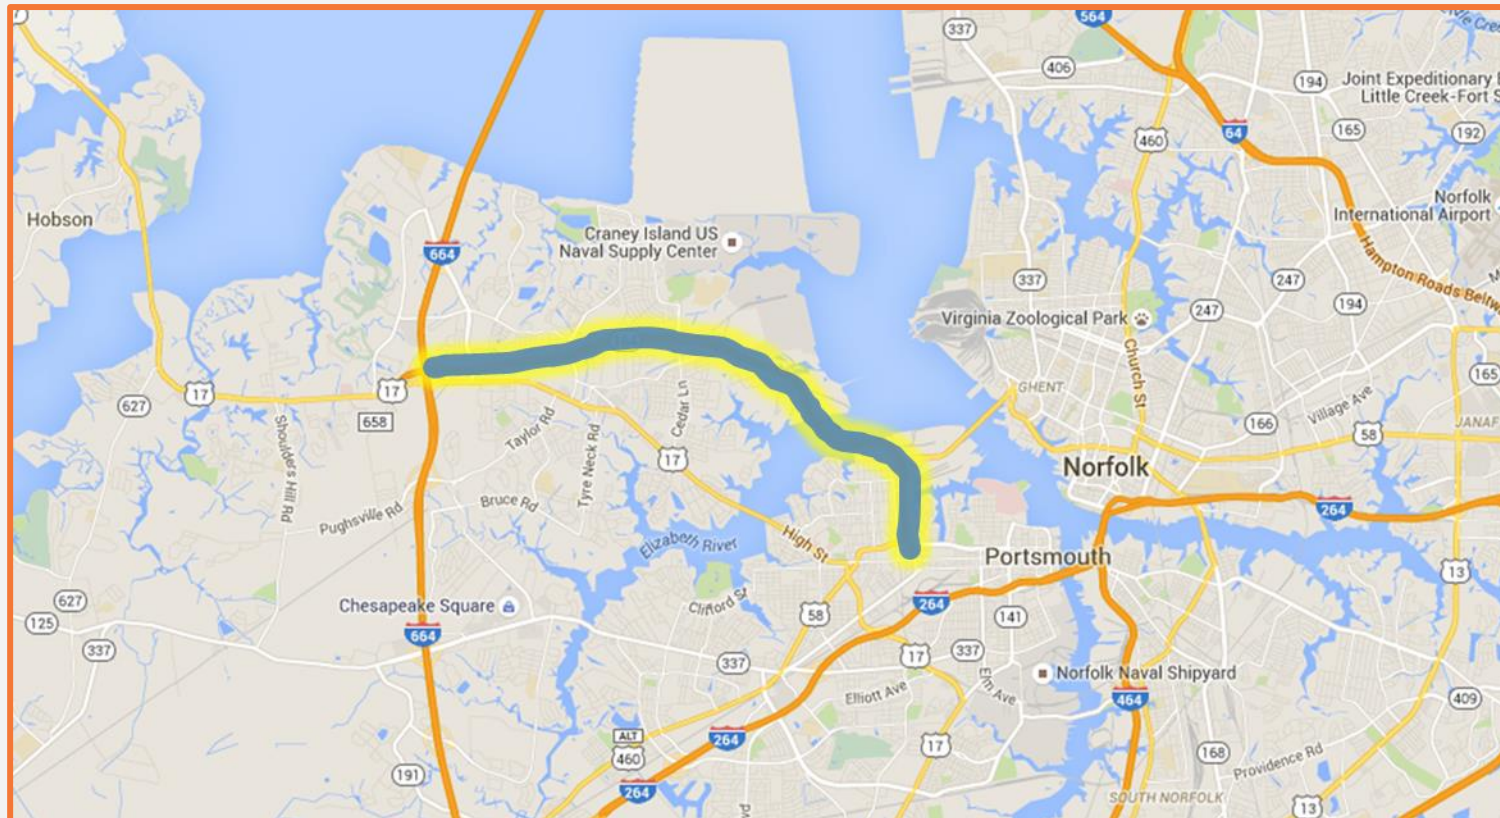 564
337
406
194
Joint Expeditionary
Little Creek-Fort S
460
64
165
192
Hobson
Norfolk
International Airport
Craney Island US
Naval Supply Center
664
337
247
Hampton Roads Beltw
247
194
Virginia Zoological Park
GHENT
Church St
17
17
627
658
165
Shoulders Hill Rd
Taylor Rd
Tyre Neck Rd
Cedar Ln
17
166
Village Ave
58
JANAF
Norfolk
264
Pughsville Rd
Bruce Rd
Elizabeth River
High St
Portsmouth
13
627
125
337
Chesapeake Square
664
Clifford St
58
264
141
337
17
337
Elm Ave
Norfolk Naval Shipyard
Elliott Ave
464
409
ALT
460
264
17
168
Providence Rd
191
264
SOUTH NORFOLK
13